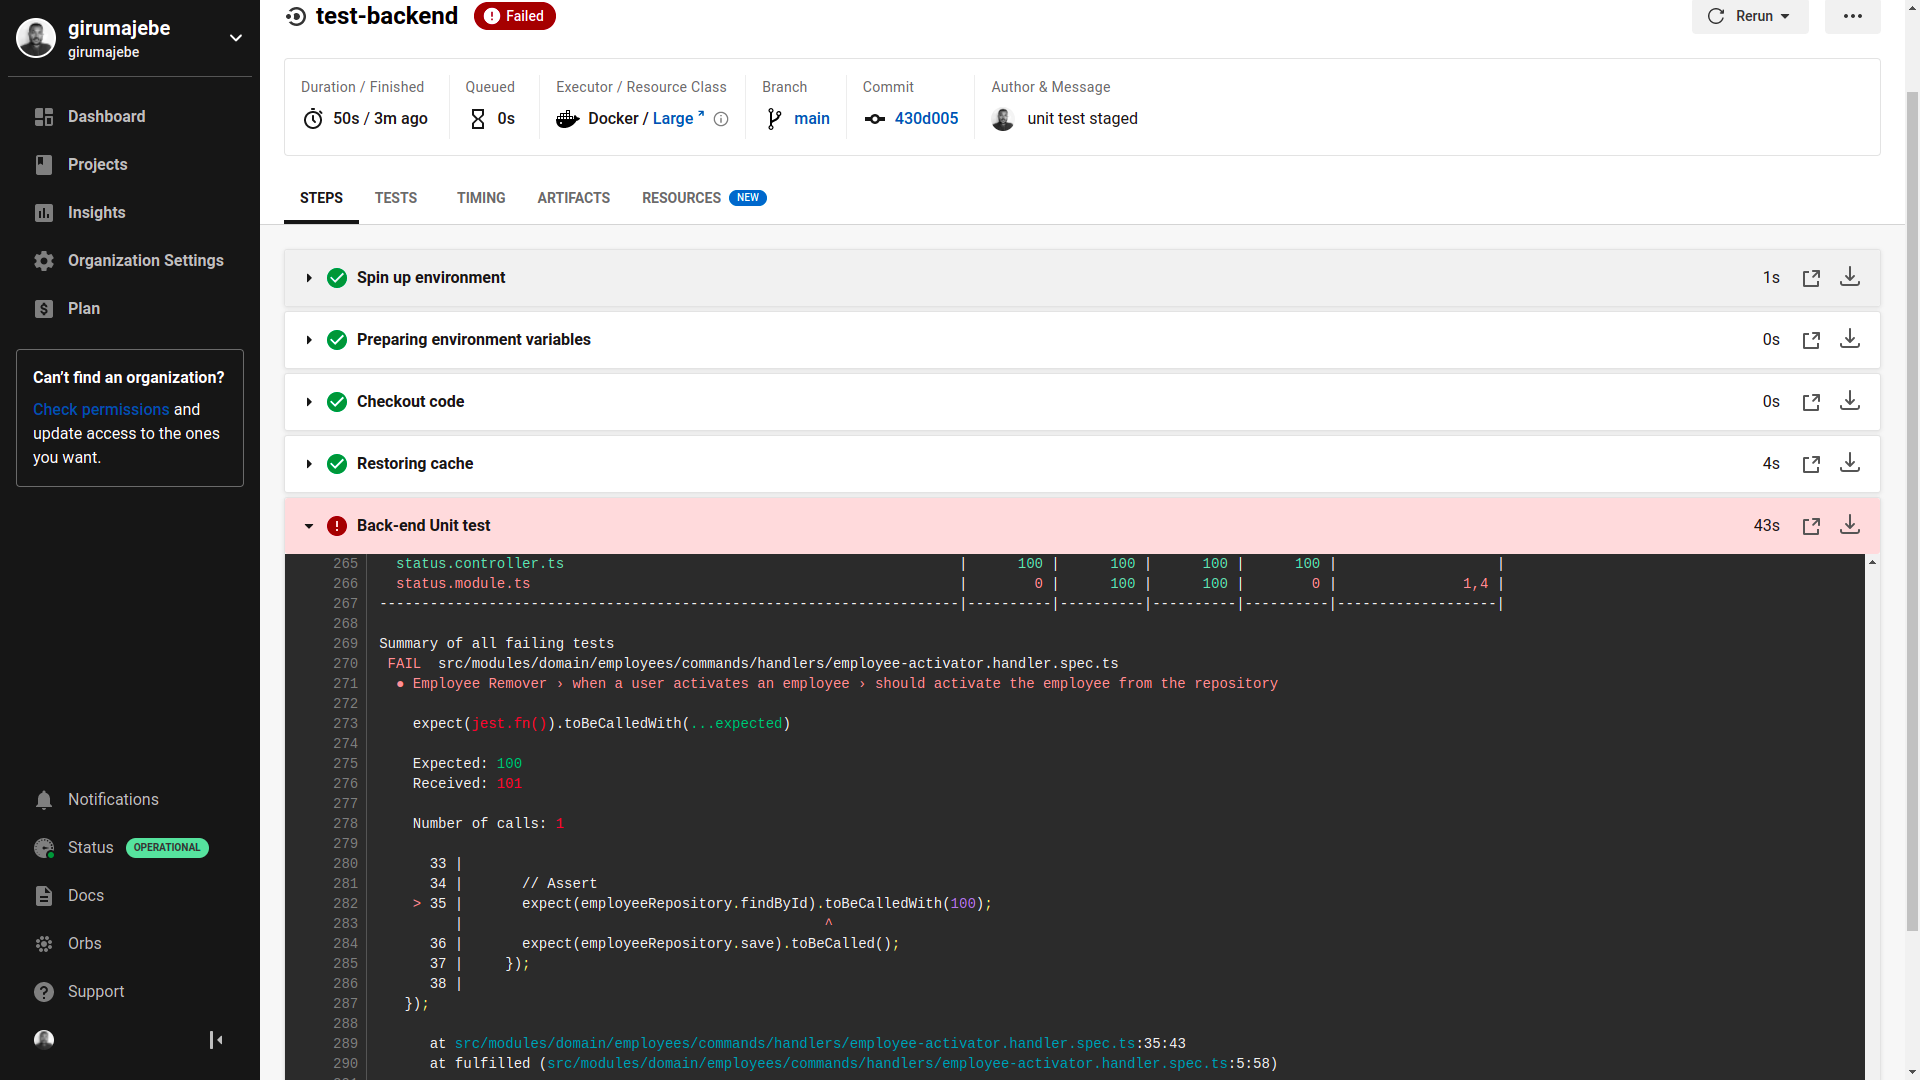 girumajebe
girumajebe
Dashboard
Projects
Insights
Organization Settings
Plan
Can't find an organization?
Check permissions and
update access to the ones
you want.
Notifications
Status OPERATIONAL
Docs
Orbs
Support
test-backend Failed
Rerun
Duration / Finished Queued Executor / Resource Class Branch Commit Author & Message
50s / 3m ago 0s Docker / Large main 430d005 unit test staged
STEPS TESTS TIMING ARTIFACTS RESOURCES NEW
Spin up environment 1s
Preparing environment variables 0s
Checkout code 0s
Restoring cache 4s
Back-end Unit test 43s
265 status.controller.ts | 100 | 100 | 100 | 100 | |
266 status.module.ts | 0 | 100 | 100 | 0 | 1,4 |
267 ---------------------------------------------------------------------|----------|----------|----------|----------|-------------------|
268
269 Summary of all failing tests
270 FAIL src/modules/domain/employees/commands/handlers/employee-activator.handler.spec.ts
271 ● Employee Remover › when a user activates an employee › should activate the employee from the repository
272
273 expect(jest.fn()).toBeCalledWith(...expected)
274
275 Expected: 100
276 Received: 101
277
278 Number of calls: 1
279
280 33 |
281 34 | // Assert
282 > 35 | expect(employeeRepository.findById).toBeCalledWith(100);
283 | ^
284 36 | expect(employeeRepository.save).toBeCalled();
285 37 | });
286 38 |
287 });
288
289 at src/modules/domain/employees/commands/handlers/employee-activator.handler.spec.ts:35:43
290 at fulfilled (src/modules/domain/employees/commands/handlers/employee-activator.handler.spec.ts:5:58)